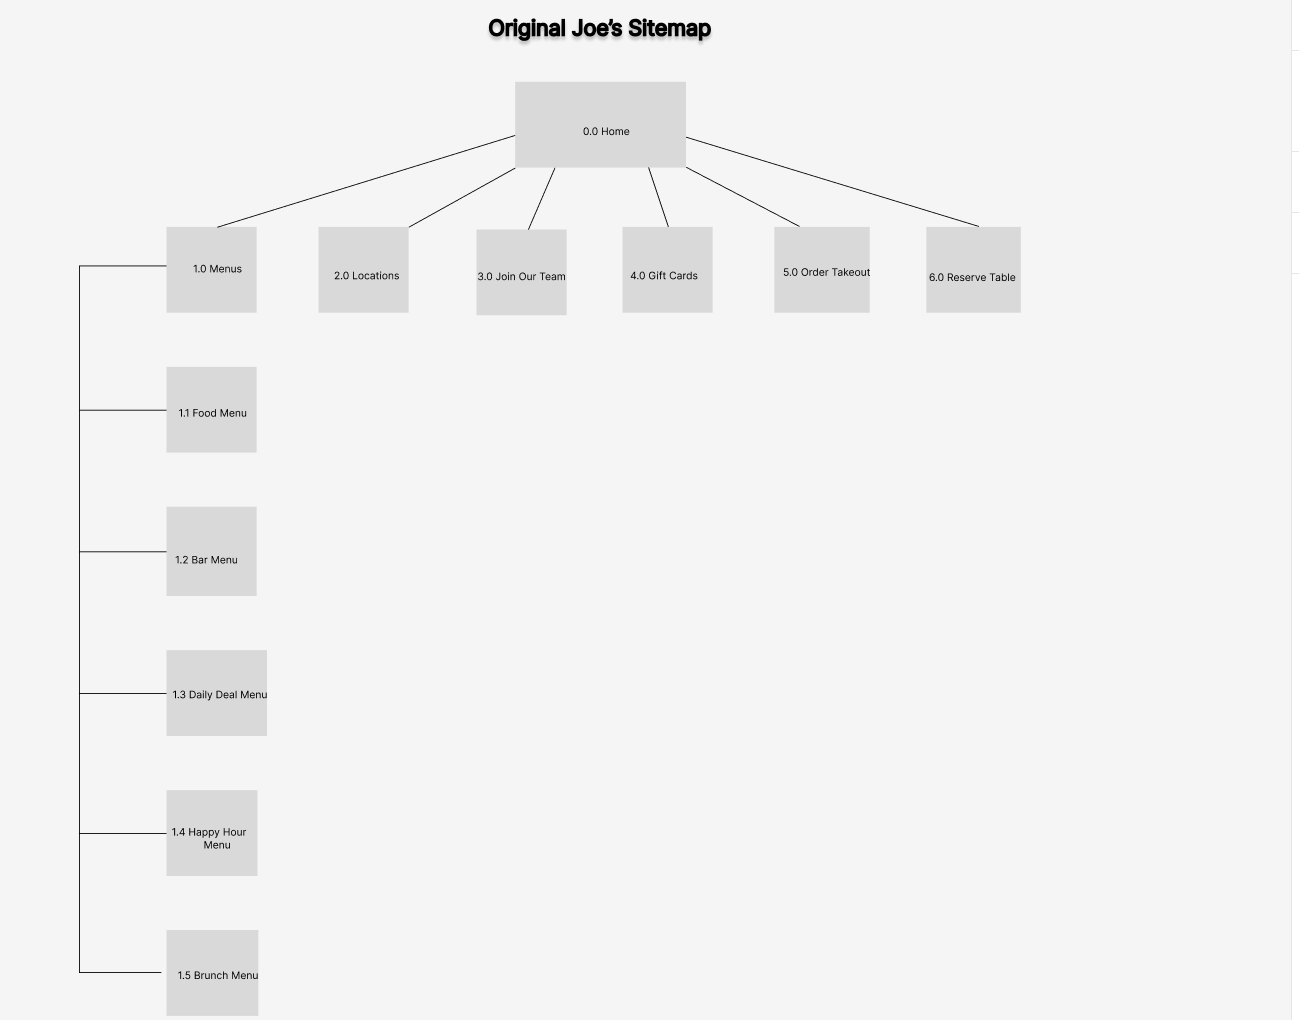 Original Joe’s Sitemap
0.0 Home
1.0 Menus
2.0 Locations
3.0 Join Our Team
4.0 Gift Cards
5.0 Order Takeout
6.0 Reserve Table
1.1 Food Menu
1.2 Bar Menu
1.3 Daily Deal Menu
1.4 Happy Hour
Menu
1.5 Brunch Menu